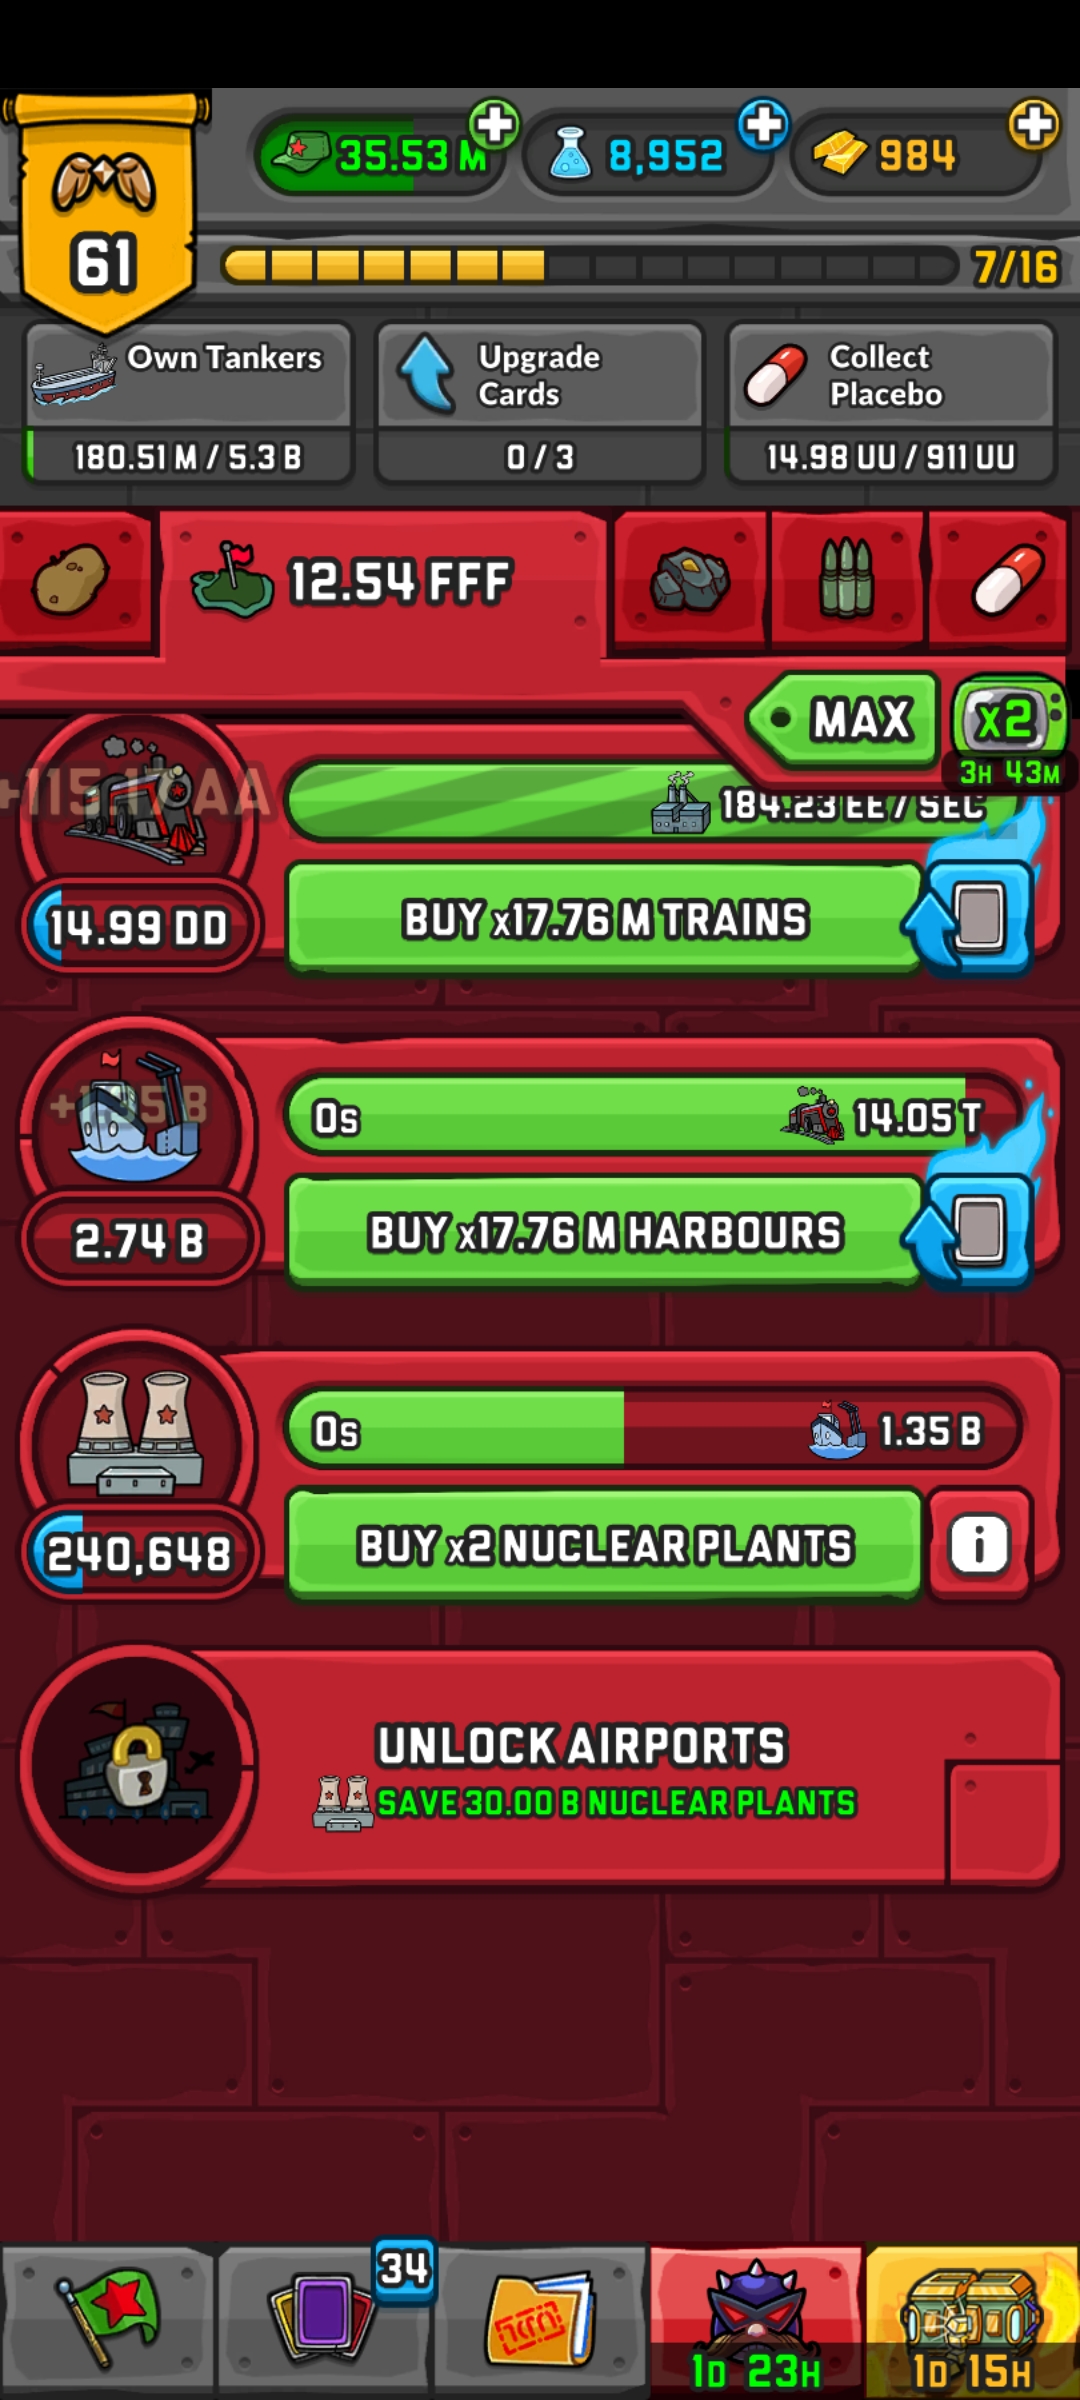 35.53 M
8,952
984
61
7/16
Own Tankers
180.51 M / 5.3 B
Upgrade
Cards
0 / 3
Collect
Placebo
14.98 UU / 911 UU
12.54 FFF
MAX
x2
3H 43M
+115.17 AA
184.23 EE / SEC
14.99 DD
BUY x17.76 M TRAINS
+1.35 B
0s
14.05 T
2.74 B
BUY x17.76 M HARBOURS
0s
1.35 B
240,648
BUY x2 NUCLEAR PLANTS
i
UNLOCK AIRPORTS
SAVE 30.00 B NUCLEAR PLANTS
34
1D 23H
1D 15H